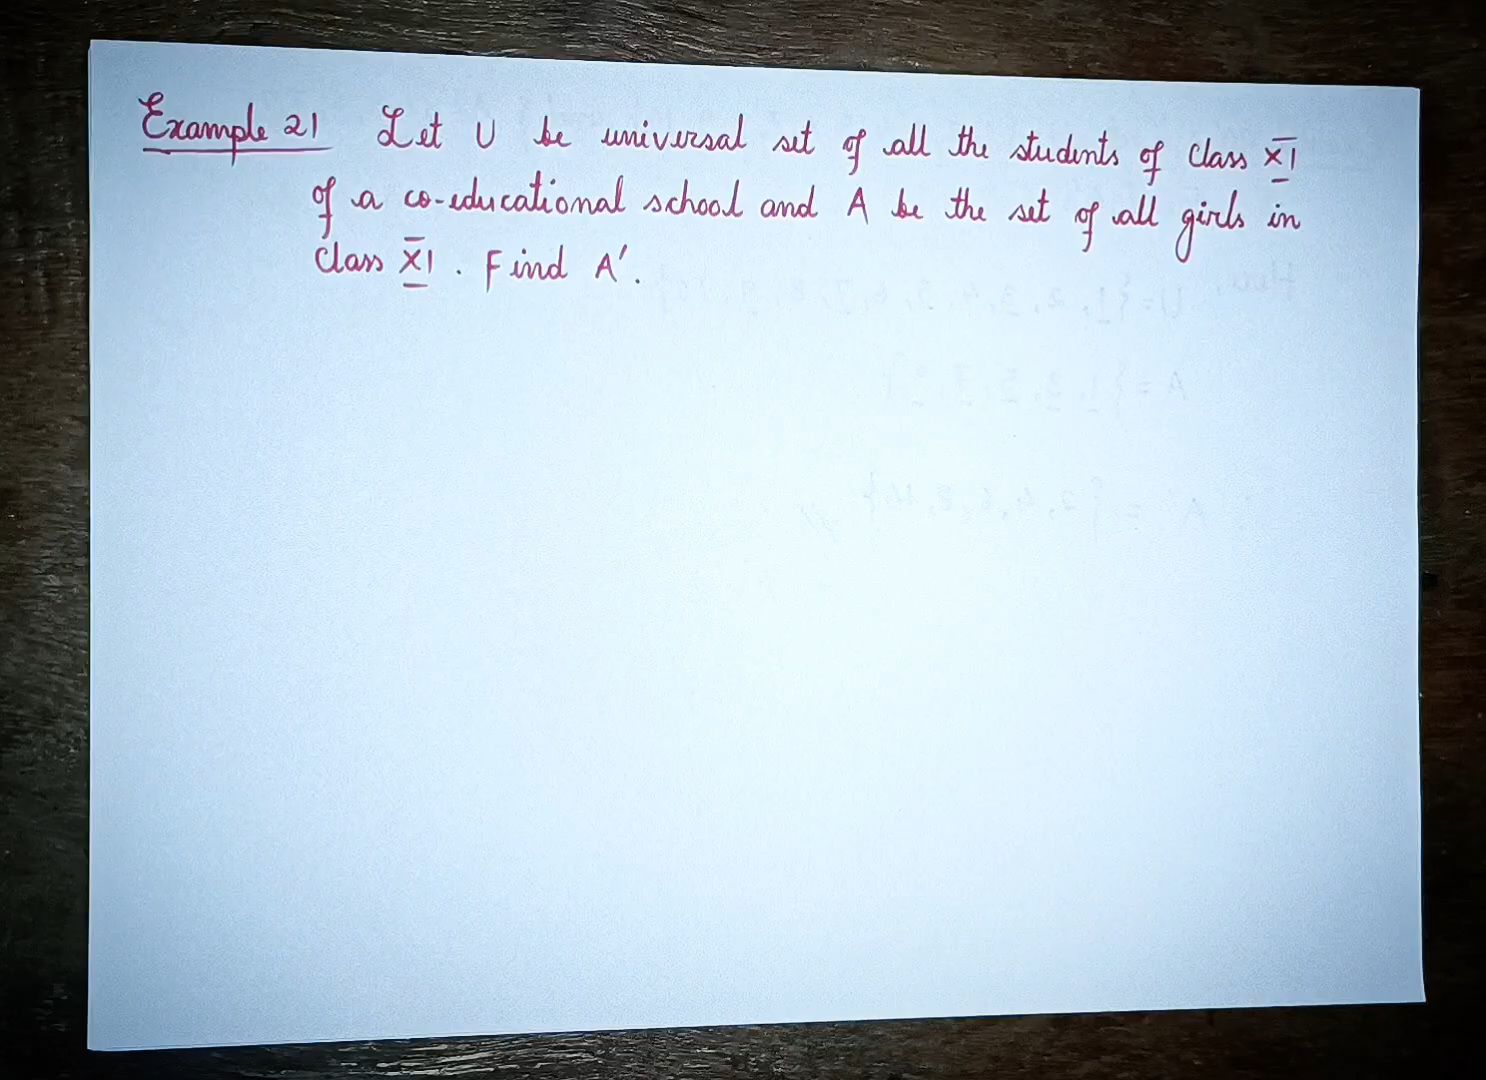 Example 21 Let U be universal set of all the students of Class XI
of a co-educational school and A be the set of all girls in
Class XI. Find A'.